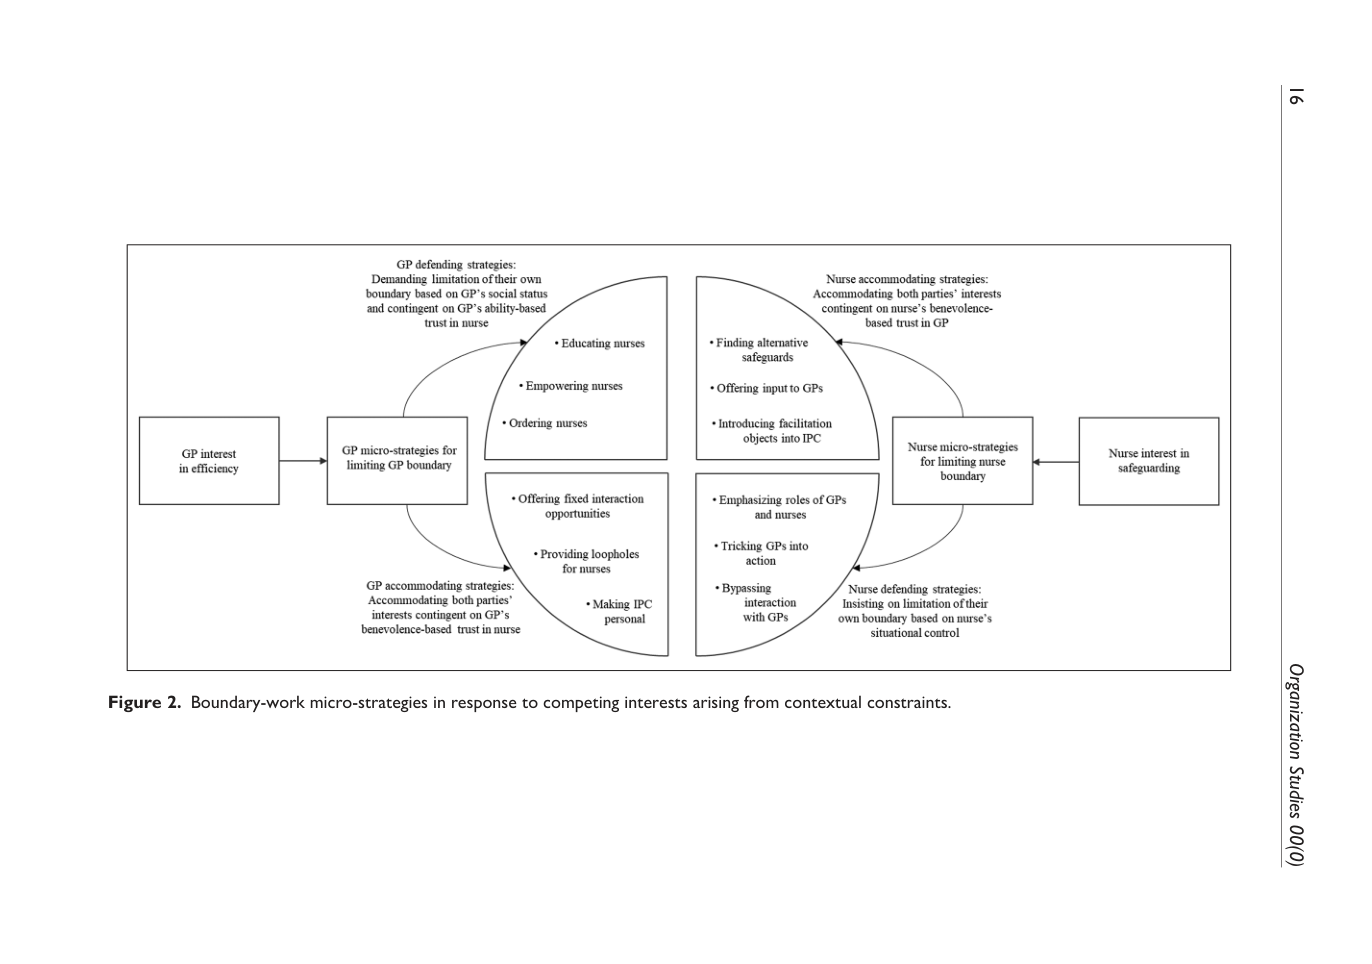 16
Organization Studies 00(0)
GP defending strategies:
Demanding limitation of their own
boundary based on GP's social status
and contingent on GP's ability-based
trust in nurse
• Educating nurses
• Empowering nurses
• Ordering nurses
Nurse accommodating strategies:
Accommodating both parties' interests
contingent on nurse's benevolence-
based trust in GP
• Finding alternative
safeguards
• Offering input to GPs
• Introducing facilitation
objects into IPC
GP interest
in efficiency
GP micro-strategies for
limiting GP boundary
Nurse micro-strategies
for limiting nurse
boundary
Nurse interest in
safeguarding
• Offering fixed interaction
opportunities
• Providing loopholes
for nurses
• Making IPC
personal
GP accommodating strategies:
Accommodating both parties'
interests contingent on GP's
benevolence-based trust in nurse
• Emphasizing roles of GPs
and nurses
• Tricking GPs into
action
• Bypassing
interaction
with GPs
Nurse defending strategies:
Insisting on limitation of their
own boundary based on nurse's
situational control
Figure 2. Boundary-work micro-strategies in response to competing interests arising from contextual constraints.